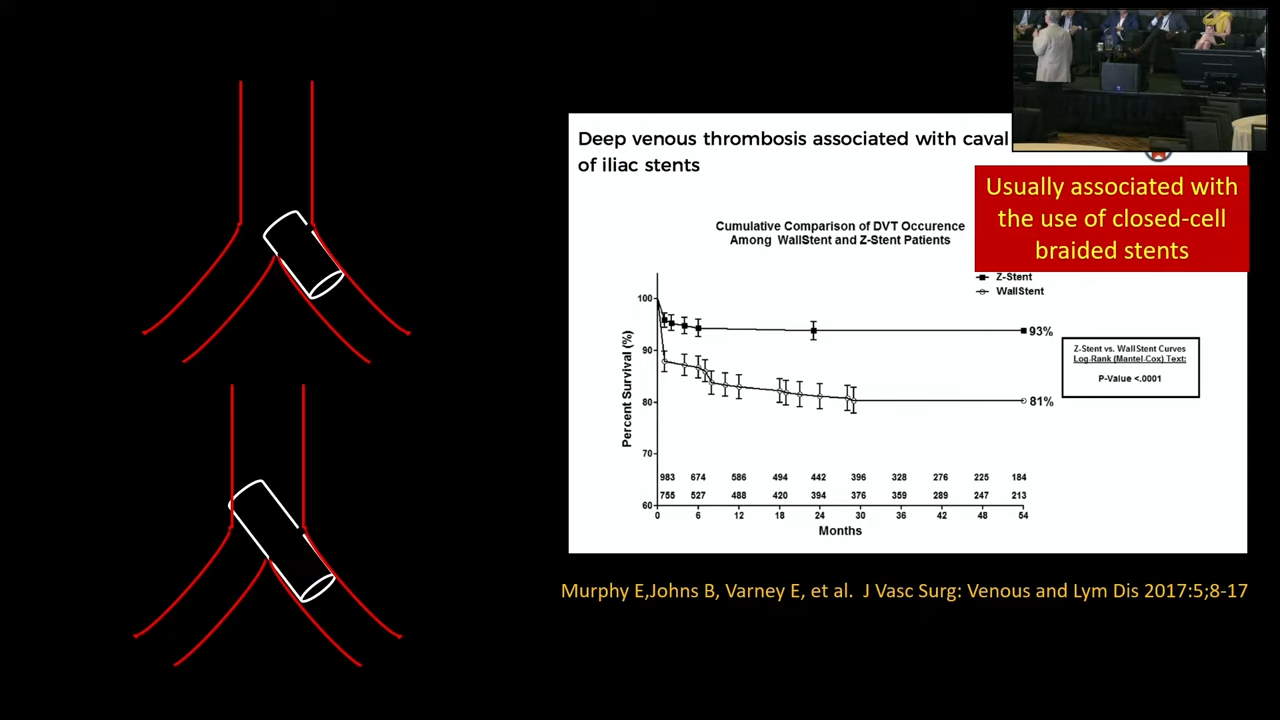 Deep venous thrombosis associated with caval
of iliac stents
Usually associated with
the use of closed-cell
braided stents
Cumulative Comparison of DVT Occurence
Among WallStent and Z-Stent Patients
Z-Stent
WallStent
Percent Survival (%)
100
90
80
70
60
93%
81%
Z-Stent vs. WallStent Curves
Log-Rank (Mantel-Cox) Text:
P-Value <.0001
983 674 586 494 442 396 328 276 225 184
755 527 488 420 394 376 359 289 247 213
0 6 12 18 24 30 36 42 48 54
Months
Murphy E,Johns B, Varney E, et al. J Vasc Surg: Venous and Lym Dis 2017:5;8-17